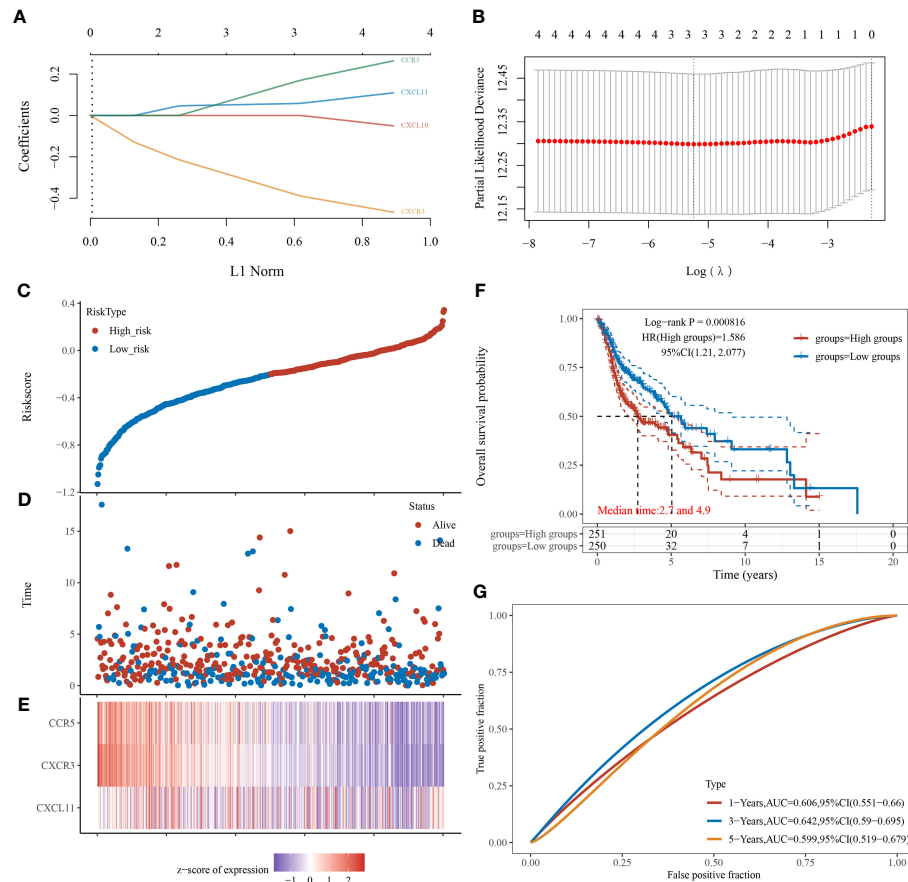 A
0 2 3 3 4 4
0.2
0.0
−0.2
−0.4
Coefficients
CCR5
CXCL11
CXCL10
CXCR3
0.0 0.2 0.4 0.6 0.8 1.0
L1 Norm
B
4 4 4 4 4 4 4 4 3 3 3 2 2 2 2 1 1 1 0
12.45
12.35
12.25
12.15
Partial Likelihood Deviance
−8 −7 −6 −5 −4 −3
Log ( λ )
C
0.4
0.0
−0.4
−0.8
−1.2
Riskscore
RiskType
High_risk
Low_risk
D
15
10
5
0
Time
Status
Alive
Dead
E
CCR5
CXCR3
CXCL11
z−score of expression
−1 0 1 2
F
1.00
0.75
0.50
0.25
0.00
Overall survival probability
Log−rank P = 0.000816
HR(High groups)=1.586
95%CI(1.21, 2.077)
groups=High groups
groups=Low groups
Median time:2.7 and 4.9
groups=High groups 251 20 4 1 0
groups=Low groups 250 32 7 1 0
0 5 10 15 20
Time (years)
G
1.00
0.75
0.50
0.25
0.00
True positive fraction
Type
1−Years,AUC=0.606,95%CI(0.551−0.66)
3−Years,AUC=0.642,95%CI(0.59−0.695)
5−Years,AUC=0.599,95%CI(0.519−0.679)
0.00 0.25 0.50 0.75 1.00
False positive fraction